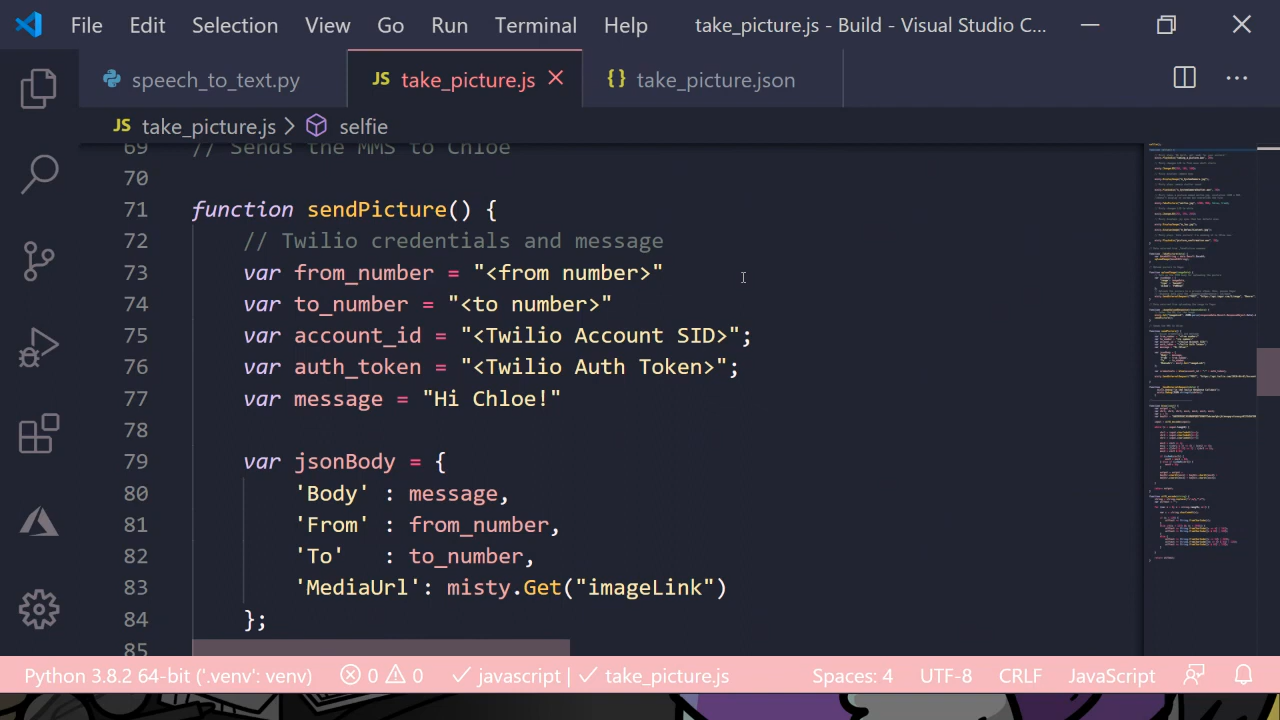 File Edit Selection View Go Run Terminal Help take_picture.js - Build - Visual Studio C...
speech_to_text.py JS take_picture.js {} take_picture.json
JS take_picture.js > selfie
69 // Sends the MMS to Chloe
70
71 function sendPicture() {
72 // Twilio credentials and message
73 var from_number = "<from number>"
74 var to_number = "<to number>"
75 var account_id = "<Twilio Account SID>";
76 var auth_token = "<Twilio Auth Token>";
77 var message = "Hi Chloe!"
78
79 var jsonBody = {
80 'Body' : message,
81 'From' : from_number,
82 'To' : to_number,
83 'MediaUrl': misty.Get("imageLink")
84 };
85
Python 3.8.2 64-bit ('.venv': venv) 0 0 javascript | take_picture.js Spaces: 4 UTF-8 CRLF JavaScript